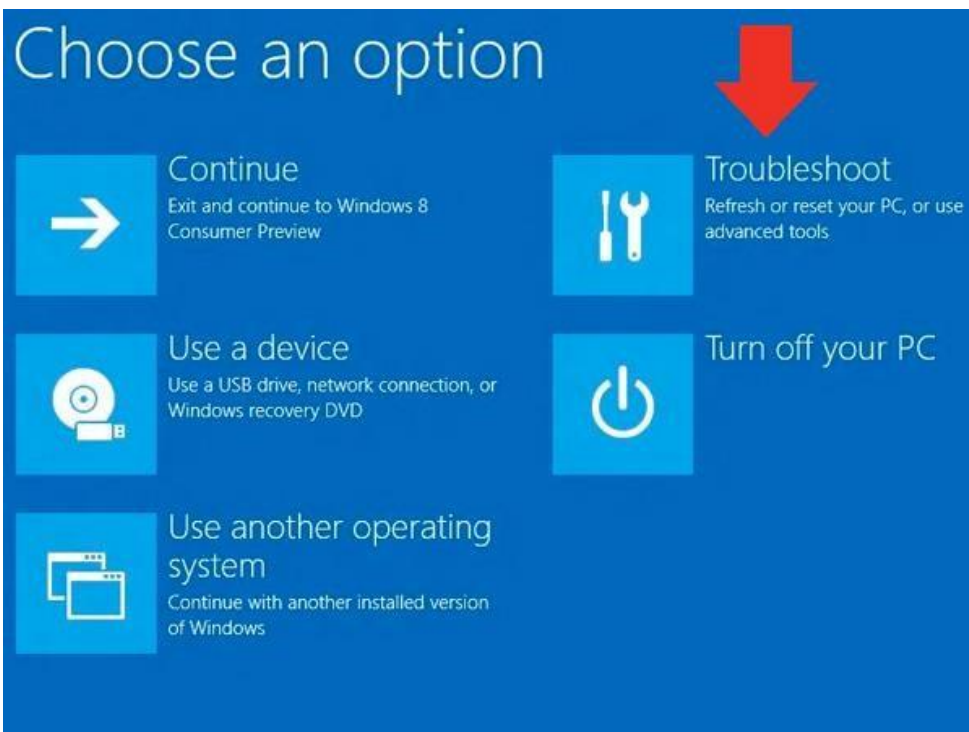 Choose an option
Continue
Exit and continue to Windows 8
Consumer Preview
Use a device
Use a USB drive, network connection, or
Windows recovery DVD
Use another operating
system
Continue with another installed version
of Windows
Troubleshoot
Refresh or reset your PC, or use
advanced tools
Turn off your PC